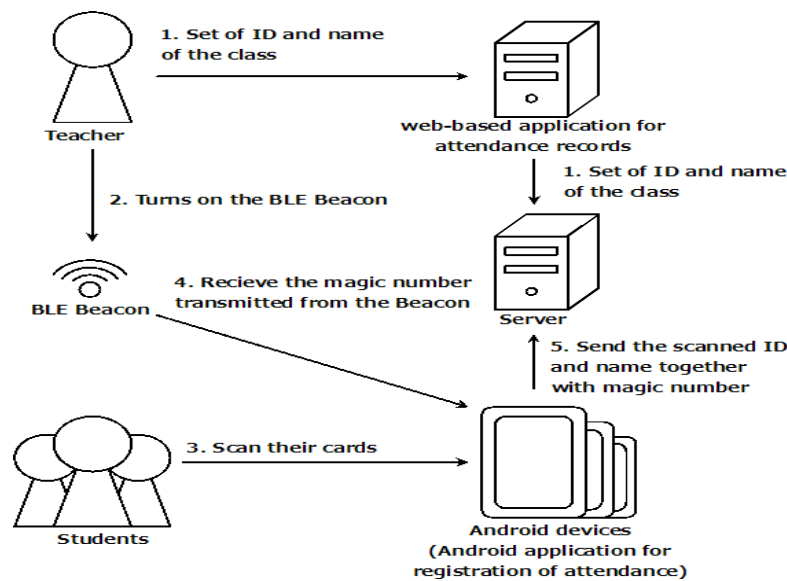 1. Set of ID and name
of the class
Teacher
web-based application for
attendance records
1. Set of ID and name
of the class
2. Turns on the BLE Beacon
4. Recieve the magic number
transmitted from the Beacon
BLE Beacon
Server
5. Send the scanned ID
and name together
with magic number
3. Scan their cards
Students
Android devices
(Android application for
registration of attendance)